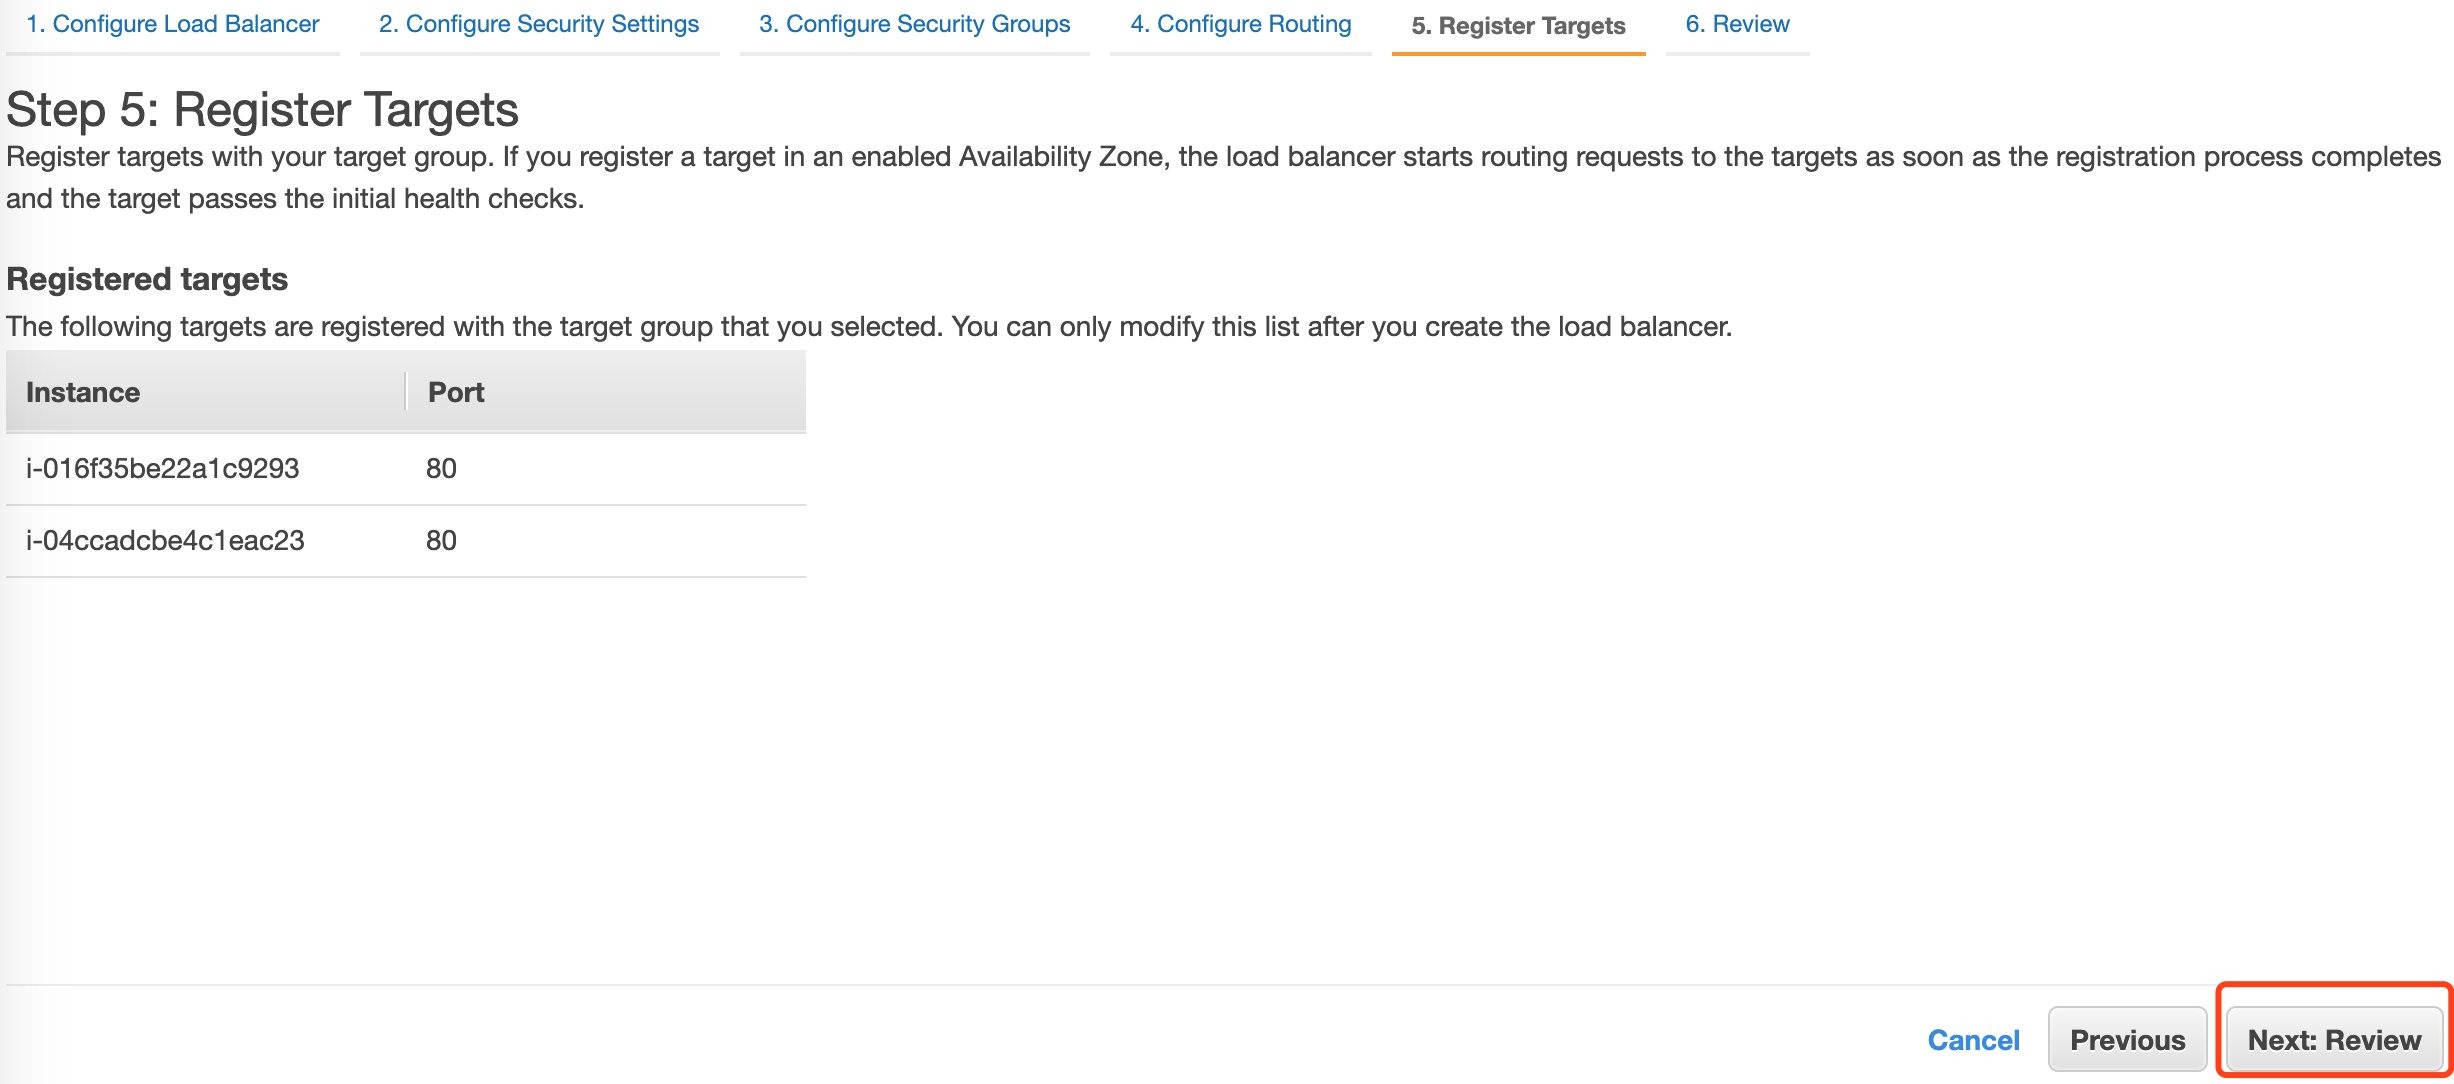 1. Configure Load Balancer 2. Configure Security Settings 3. Configure Security Groups 4. Configure Routing 5. Register Targets 6. Review
Step 5: Register Targets
Register targets with your target group. If you register a target in an enabled Availability Zone, the load balancer starts routing requests to the targets as soon as the registration process completes
and the target passes the initial health checks.
Registered targets
The following targets are registered with the target group that you selected. You can only modify this list after you create the load balancer.
Instance Port
i-016f35be22a1c9293 80
i-04ccadcbe4c1eac23 80
Cancel Previous Next: Review